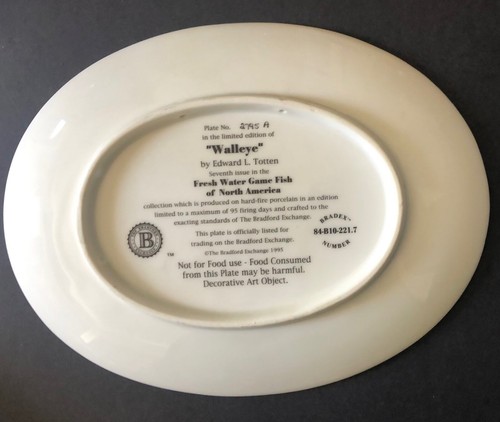 Plate No. 2795 A
in the limited edition of
"Walleye"
by Edward L. Totten
Seventh issue in the
Fresh Water Game Fish
of North America
collection which is produced on hard-fire porcelain in an edition
limited to a maximum of 95 firing days and crafted to the
exacting standards of The Bradford Exchange.
This plate is officially listed for
trading on the Bradford Exchange.
©The Bradford Exchange 1995
Not for Food use - Food Consumed
from this Plate may be harmful.
Decorative Art Object.
B
TM
BRADEX®
84-B10-221.7
NUMBER